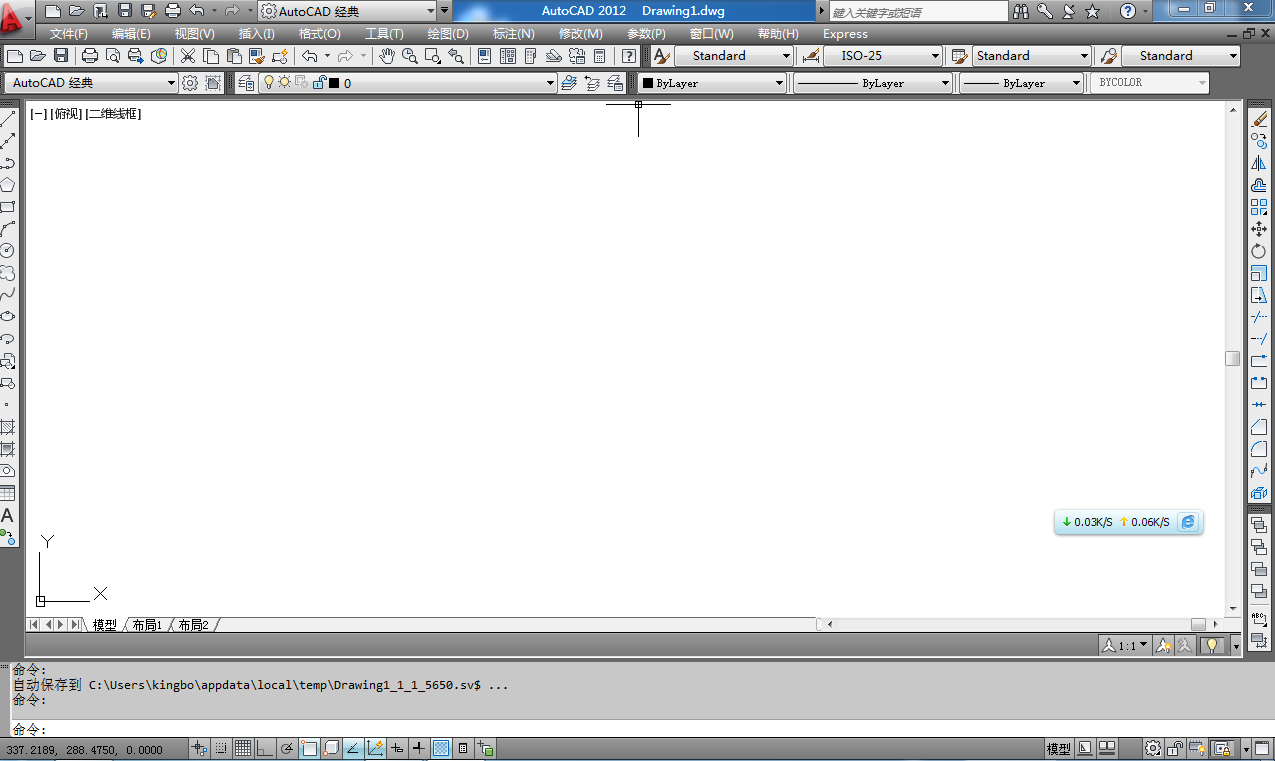 AutoCAD 经典
AutoCAD 2012 Drawing1.dwg
键入关键字或短语
文件(F) 编辑(E) 视图(V) 插入(I) 格式(O) 工具(T) 绘图(D) 标注(N) 修改(M) 参数(P) 窗口(W) 帮助(H) Express
Standard ISO-25 Standard Standard
AutoCAD 经典 0 ByLayer ByLayer ByLayer BYCOLOR
[-][俯视][二维线框]
A
0.03K/S 0.06K/S
Y
X
模型 布局1 布局2
1:1
命令:
自动保存到 C:\Users\kingbo\appdata\local\temp\Drawing1_1_1_5650.sv$ ...
命令:
命令:
337.2189, 288.4750, 0.0000 模型